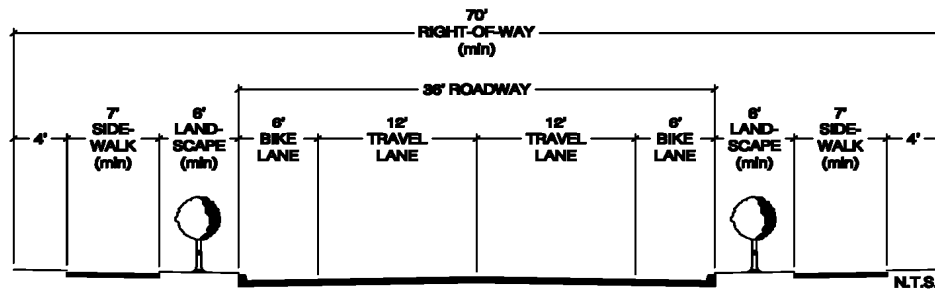 70'
RIGHT-OF-WAY
(min)
36' ROADWAY
4'
7'
SIDE-
WALK
(min)
6'
LAND-
SCAPE
(min)
6'
BIKE
LANE
12'
TRAVEL
LANE
12'
TRAVEL
LANE
6'
BIKE
LANE
6'
LAND-
SCAPE
(min)
7'
SIDE-
WALK
(min)
4'
N.T.S.